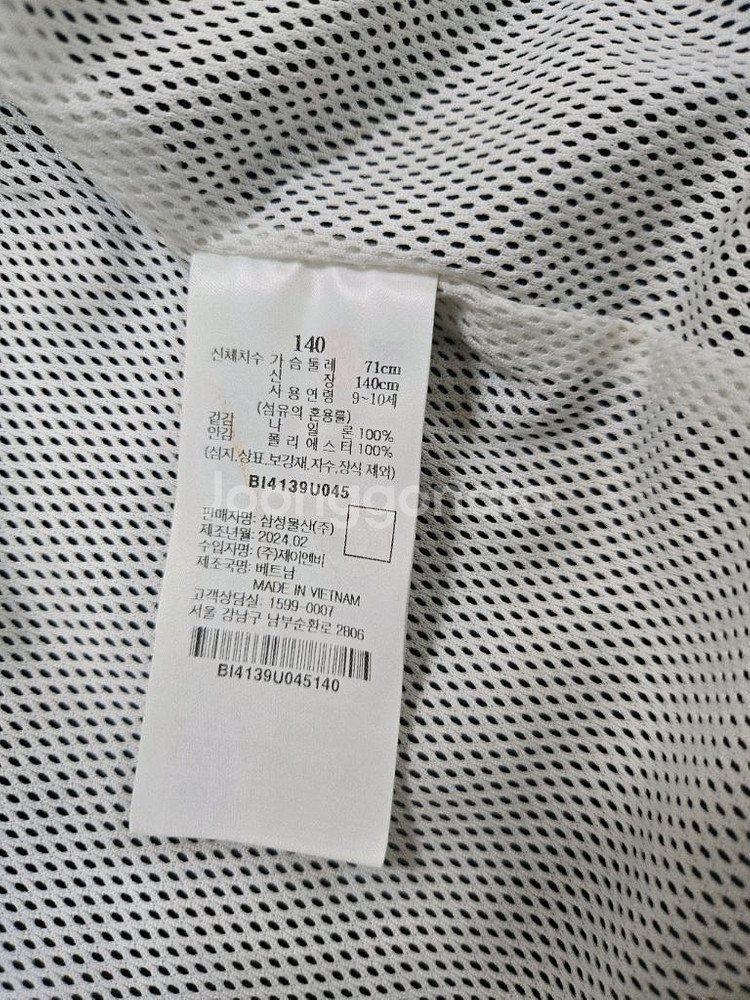 140
신체치수 가 슴 둘 레 71cm
신 장 140cm
사 용 연 령 9~10세
(섬유의 혼용률)
겉감 나 일 론 100%
안감 폴 리 에 스 터 100%
(심지,상표,보강재,자수,장식 제외)
BI4139U045
판매자명: 삼성물산(주)
제조년월: 2024.02
수입자명: (주)제이앤비
제조국명: 베트남
MADE IN VIETNAM
고객상담실: 1599-0007
서울 강남구 남부순환로 2806
BI4139U045140